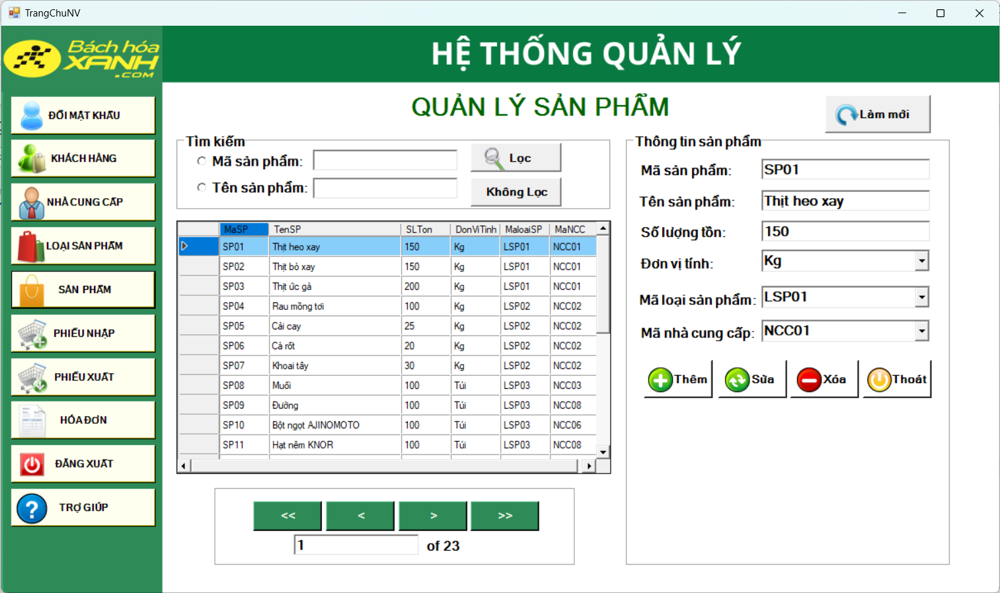 TrangChuNV
Bách hóa
XANH
.COM
HỆ THỐNG QUẢN LÝ
ĐỔI MẬT KHẨU
KHÁCH HÀNG
NHÀ CUNG CẤP
LOẠI SẢN PHẨM
SẢN PHẨM
PHIẾU NHẬP
PHIẾU XUẤT
HÓA ĐƠN
ĐĂNG XUẤT
TRỢ GIÚP
QUẢN LÝ SẢN PHẨM
Làm mới
Tìm kiếm
Mã sản phẩm:
Lọc
Tên sản phẩm:
Không Lọc
MaSP TenSP SLTon DonViTinh MaloaiSP MaNCC
SP01 Thịt heo xay 150 Kg LSP01 NCC01
SP02 Thịt bò xay 150 Kg LSP01 NCC01
SP03 Thịt ức gà 200 Kg LSP01 NCC01
SP04 Rau mồng tơi 100 Kg LSP02 NCC02
SP05 Cải cay 25 Kg LSP02 NCC02
SP06 Cà rốt 20 Kg LSP02 NCC02
SP07 Khoai tây 30 Kg LSP02 NCC02
SP08 Muối 100 Túi LSP03 NCC03
SP09 Đường 100 Túi LSP03 NCC08
SP10 Bột ngọt AJINOMOTO 100 Túi LSP03 NCC06
SP11 Hạt nêm KNOR 100 Túi LSP03 NCC08
<< < > >>
1 of 23
Thông tin sản phẩm
Mã sản phẩm: SP01
Tên sản phẩm: Thịt heo xay
Số lượng tồn: 150
Đơn vị tính: Kg
Mã loại sản phẩm: LSP01
Mã nhà cung cấp: NCC01
Thêm Sửa Xóa Thoát